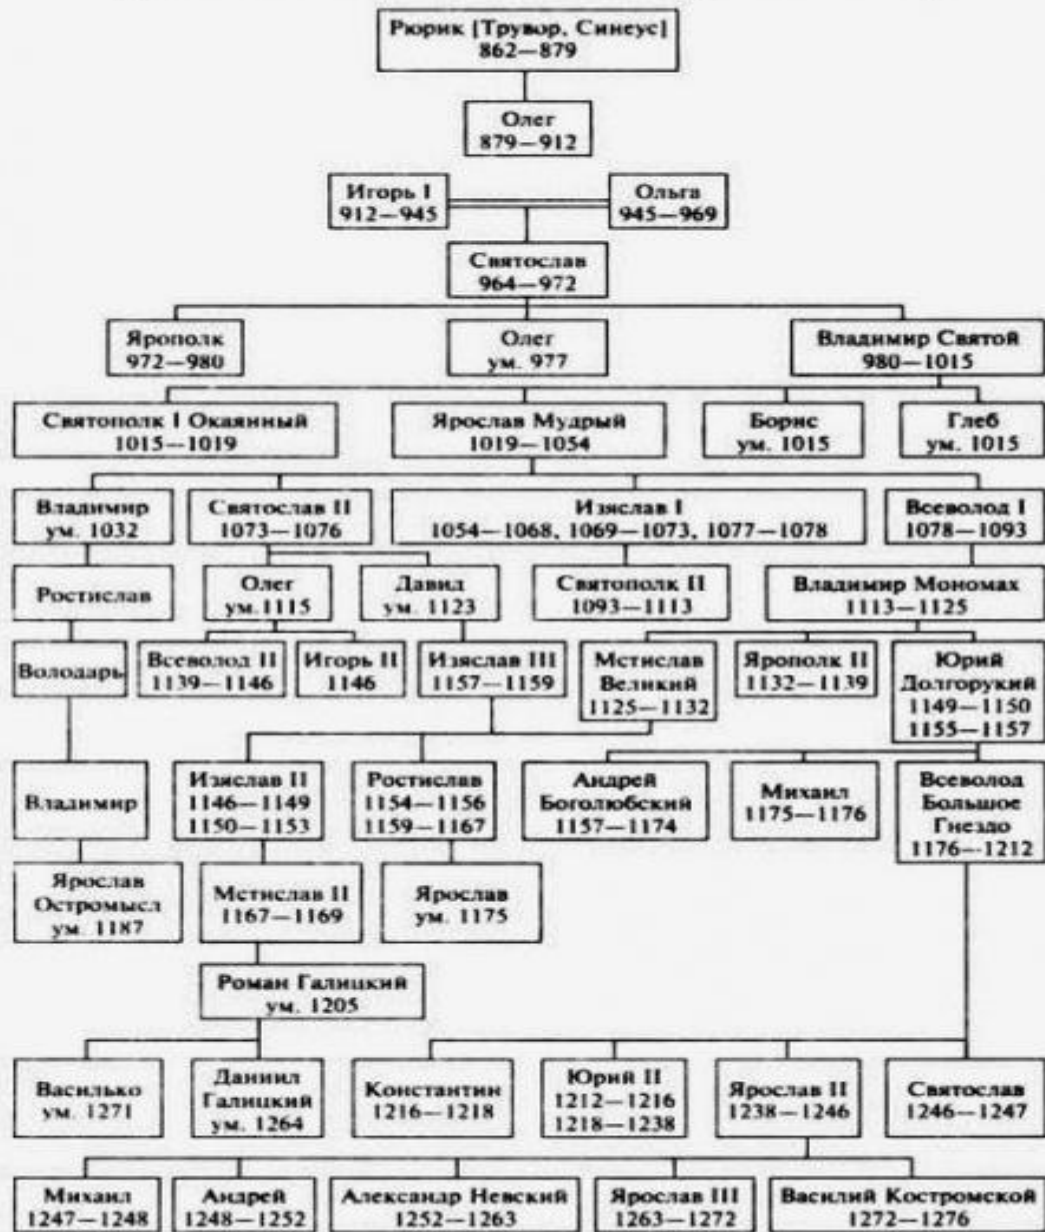 Рюрик [Трувор, Синеус]
862—879
Олег
879—912
Игорь I
912—945
Ольга
945—969
Святослав
964—972
Ярополк
972—980
Олег
ум. 977
Владимир Святой
980—1015
Святополк I Окаянный
1015—1019
Ярослав Мудрый
1019—1054
Борис
ум. 1015
Глеб
ум. 1015
Владимир
ум. 1032
Святослав II
1073—1076
Изяслав I
1054—1068, 1069—1073, 1077—1078
Всеволод I
1078—1093
Ростислав
Олег
ум. 1115
Давид
ум. 1123
Святополк II
1093—1113
Владимир Мономах
1113—1125
Володарь
Всеволод II
1139—1146
Игорь II
1146
Изяслав III
1157—1159
Мстислав
Великий
1125—1132
Ярополк II
1132—1139
Юрий
Долгорукий
1149—1150
1155—1157
Владимир
Изяслав II
1146—1149
1150—1153
Ростислав
1154—1156
1159—1167
Андрей
Боголюбский
1157—1174
Михаил
1175—1176
Всеволод
Большое
Гнездо
1176—1212
Ярослав
Остромысл
ум. 1187
Мстислав II
1167—1169
Ярослав
ум. 1175
Роман Галицкий
ум. 1205
Василько
ум. 1271
Даниил
Галицкий
ум. 1264
Константин
1216—1218
Юрий II
1212—1216
1218—1238
Ярослав II
1238—1246
Святослав
1246—1247
Михаил
1247—1248
Андрей
1248—1252
Александр Невский
1252—1263
Ярослав III
1263—1272
Василий Костромской
1272—1276